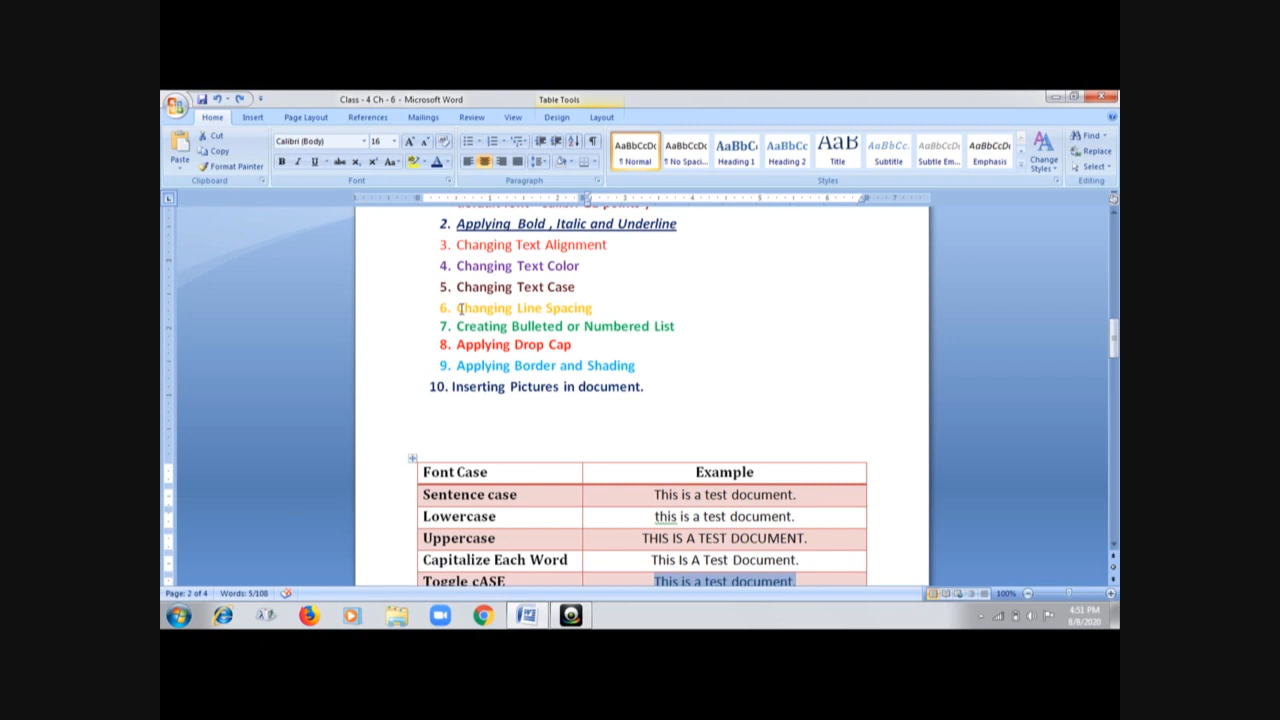 Class - 4 Ch - 6 - Microsoft Word
Table Tools
Home Insert Page Layout References Mailings Review View Design Layout
Paste
Cut
Copy
Format Painter
Clipboard
Calibri (Body) 16
Font
Paragraph
AaBbCcDc AaBbCcDc AaBbC AaBbCc AaB AaBbCc. AaBbCcDc AaBbCcDc
¶ Normal ¶ No Spaci... Heading 1 Heading 2 Title Subtitle Subtle Em... Emphasis
Change Styles
Styles
Find
Replace
Select
Editing
2. Applying Bold , Italic and Underline
3. Changing Text Alignment
4. Changing Text Color
5. Changing Text Case
6. Changing Line Spacing
7. Creating Bulleted or Numbered List
8. Applying Drop Cap
9. Applying Border and Shading
10. Inserting Pictures in document.
Font Case Example
Sentence case This is a test document.
Lowercase this is a test document.
Uppercase THIS IS A TEST DOCUMENT.
Capitalize Each Word This Is A Test Document.
Toggle cASE This is a test document.
Page: 2 of 4 Words: 5/108 100%
4:51 PM
8/8/2020